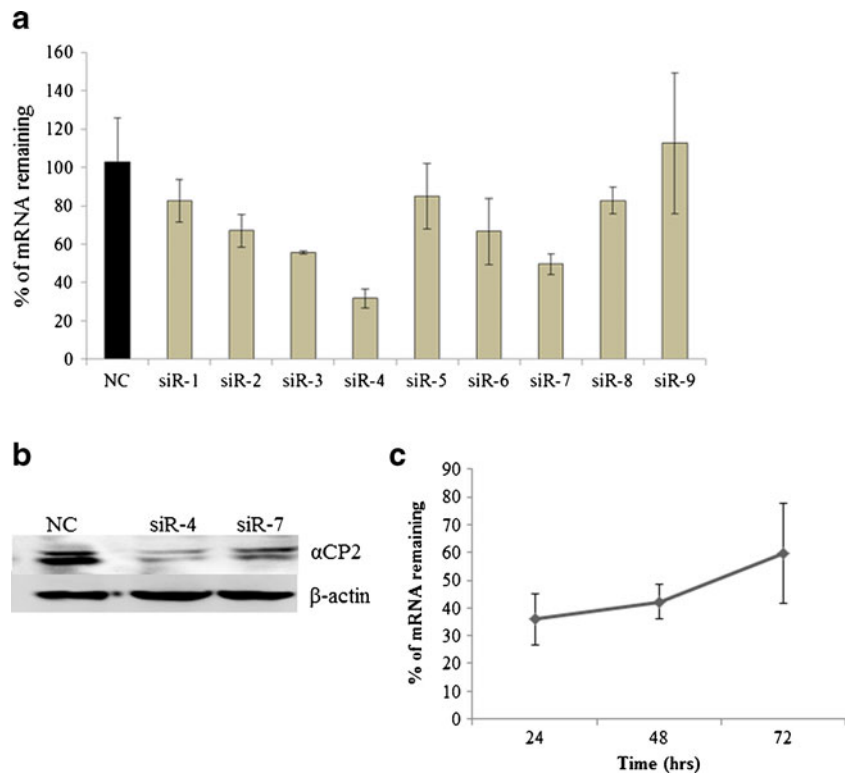 a
% of mRNA remaining
160
140
120
100
80
60
40
20
0
NC siR-1 siR-2 siR-3 siR-4 siR-5 siR-6 siR-7 siR-8 siR-9
b
NC siR-4 siR-7
αCP2
β-actin
c
% of mRNA remaining
90
80
70
60
50
40
30
20
10
0
24 48 72
Time (hrs)